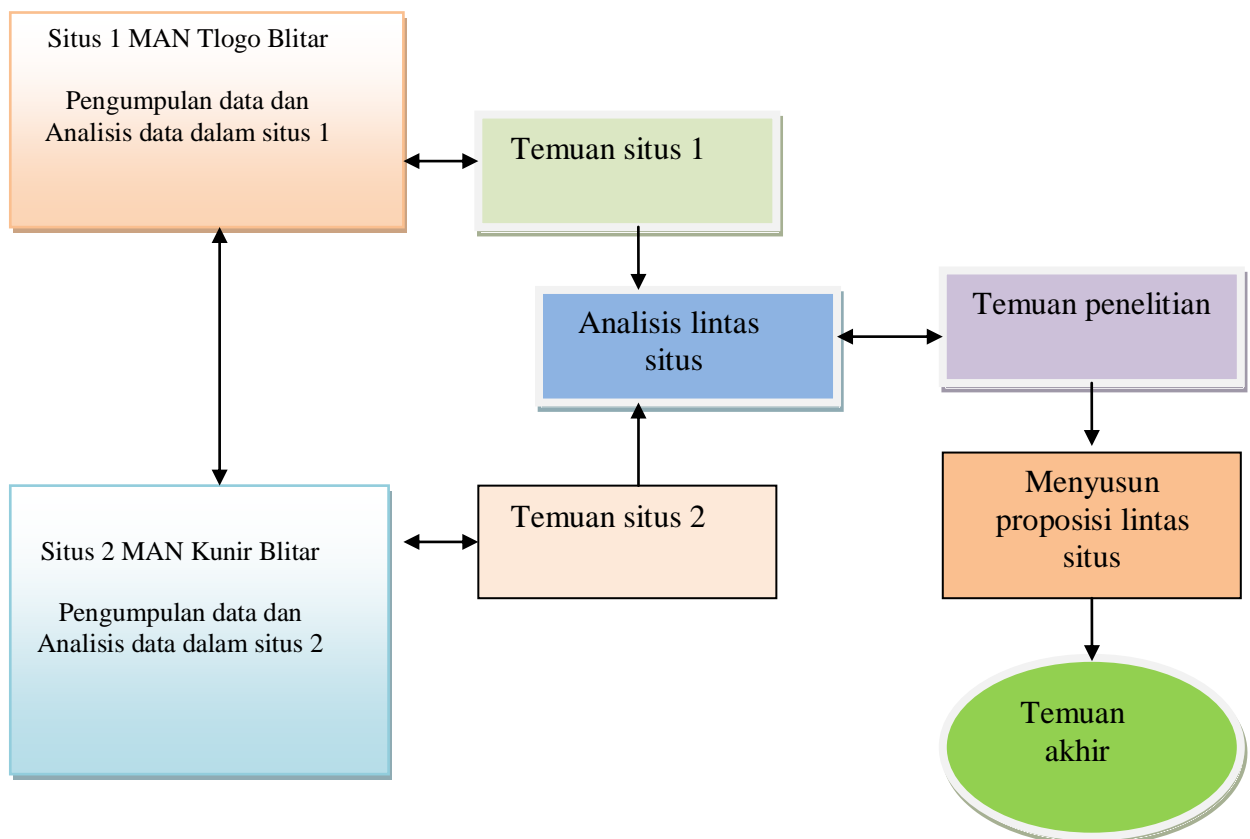 Situs 1 MAN Tlogo Blitar
Pengumpulan data dan
Analisis data dalam situs 1
Temuan situs 1
Analisis lintas
situs
Temuan penelitian
Situs 2 MAN Kunir Blitar
Pengumpulan data dan
Analisis data dalam situs 2
Temuan situs 2
Menyusun
proposisi lintas
situs
Temuan
akhir